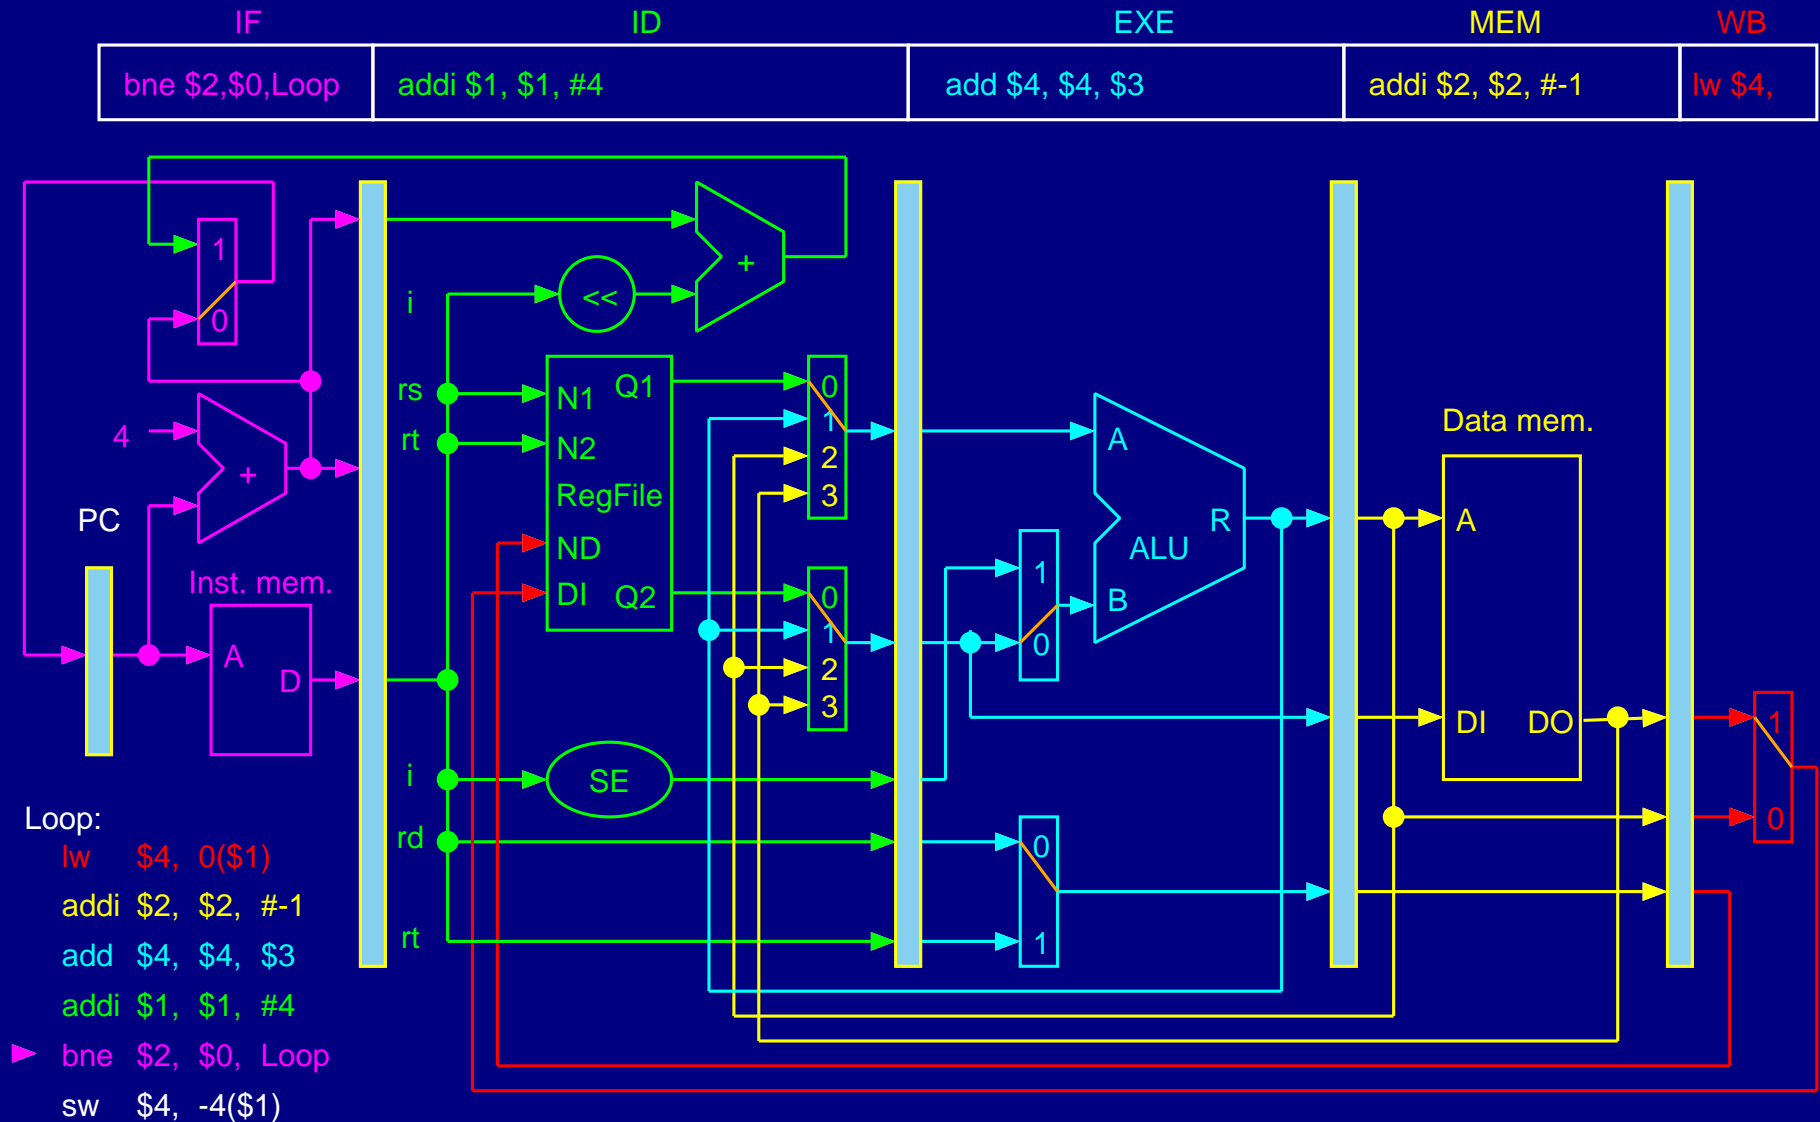 IF ID EXE MEM WB
bne $2,$0,Loop addi $1, $1, #4 add $4, $4, $3 addi $2, $2, #-1 lw $4,
1
0
+
i
<<
rs
rt
N1 Q1
N2
RegFile
ND
DI Q2
0
1
2
3
4
+
PC
Inst. mem.
A
D
0
1
2
3
A
R
ALU
B
1
0
Data mem.
A
DI DO
1
0
i
SE
rd
rt
0
1
Loop:
lw $4, 0($1)
addi $2, $2, #-1
add $4, $4, $3
addi $1, $1, #4
bne $2, $0, Loop
sw $4, -4($1)